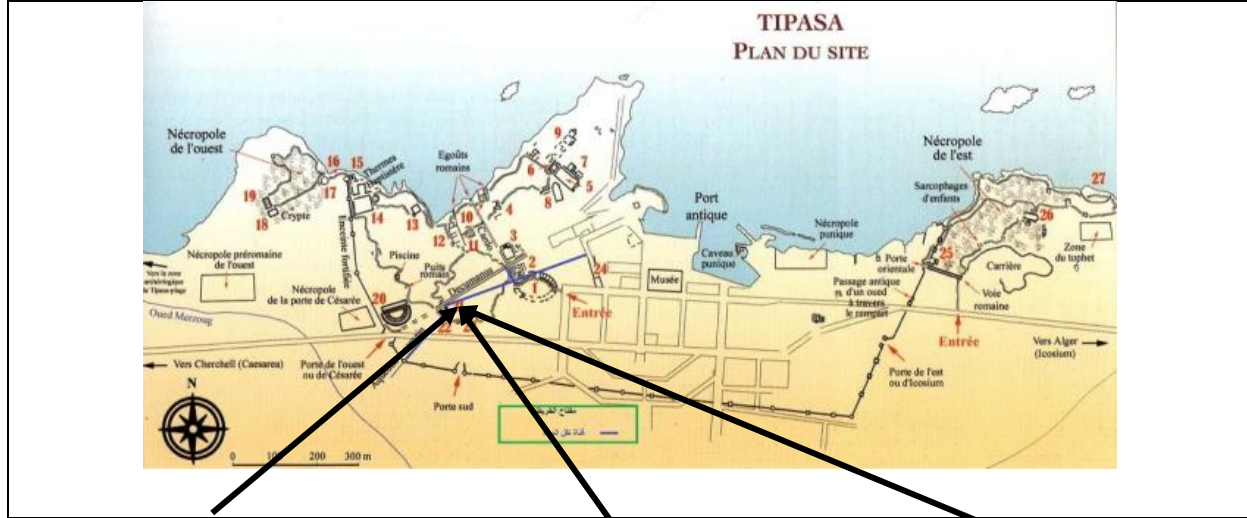 TIPASA
PLAN DU SITE
Nécropole
de l'ouest
16
15
Thermes
17
19
18
Crypte
14
13
Enceinte fortifiée
Piscine
Puits
romain
Nécropole préromaine
de l'ouest
Nécropole
de la porte de Césarée
20
Oued Merzoug
Vers Cherchell (Caesarea)
Porte de l'ouest
ou de Césarée
Porte sud
N
0 100 200 300 m
Egoûts
romains
9
7
6
5
8
4
10
Cardo
12
11
3
2
1
Decumanus
22
24
Entrée
Musée
Port
antique
Caveau
punique
Nécropole
punique
Nécropole
de l'est
Sarcophages
d'enfants
27
26
25
Zone
du tophet
Carrière
Porte
orientale
Voie
romaine
Passage antique
d'un oued
à travers
le rempart
Entrée
Vers Alger
(Icosium)
Porte de l'est
ou d'Icosium